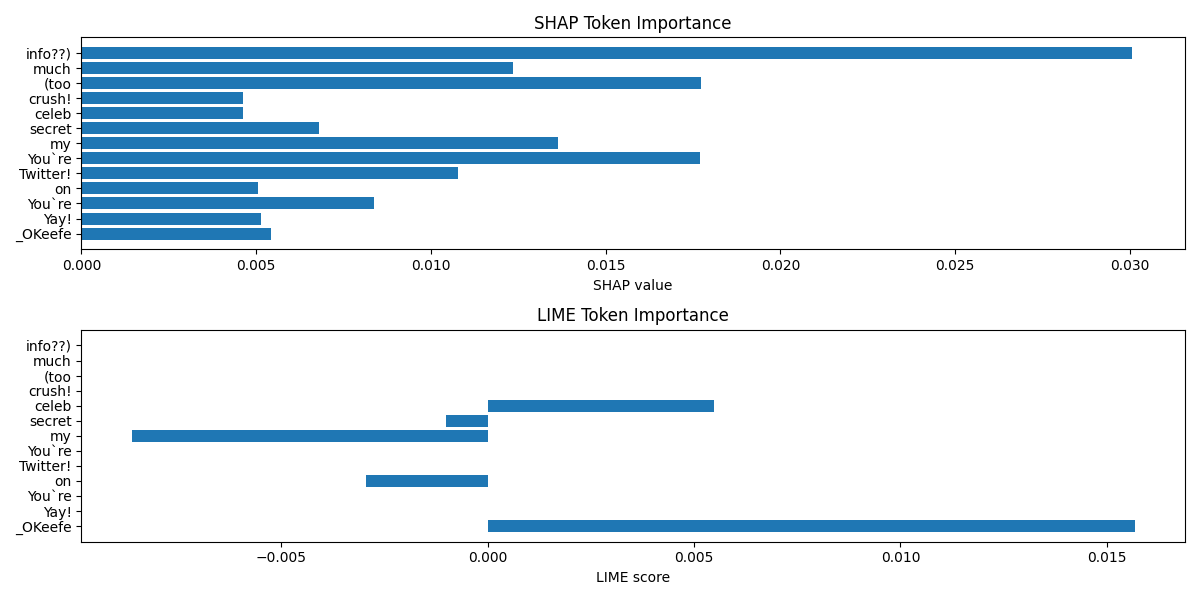 SHAP Token Importance
info??)
much
(too
crush!
celeb
secret
my
You`re
Twitter!
on
You`re
Yay!
_OKeefe
0.000 0.005 0.010 0.015 0.020 0.025 0.030
SHAP value
LIME Token Importance
info??)
much
(too
crush!
celeb
secret
my
You`re
Twitter!
on
You`re
Yay!
_OKeefe
−0.005 0.000 0.005 0.010 0.015
LIME score